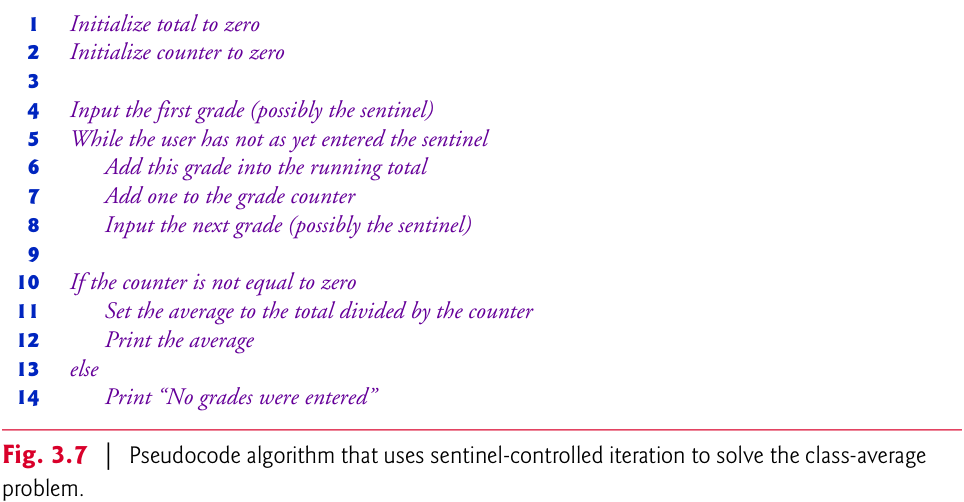 1 Initialize total to zero
2 Initialize counter to zero
3
4 Input the first grade (possibly the sentinel)
5 While the user has not as yet entered the sentinel
6 Add this grade into the running total
7 Add one to the grade counter
8 Input the next grade (possibly the sentinel)
9
10 If the counter is not equal to zero
11 Set the average to the total divided by the counter
12 Print the average
13 else
14 Print “No grades were entered”
Fig. 3.7 | Pseudocode algorithm that uses sentinel-controlled iteration to solve the class-average
problem.